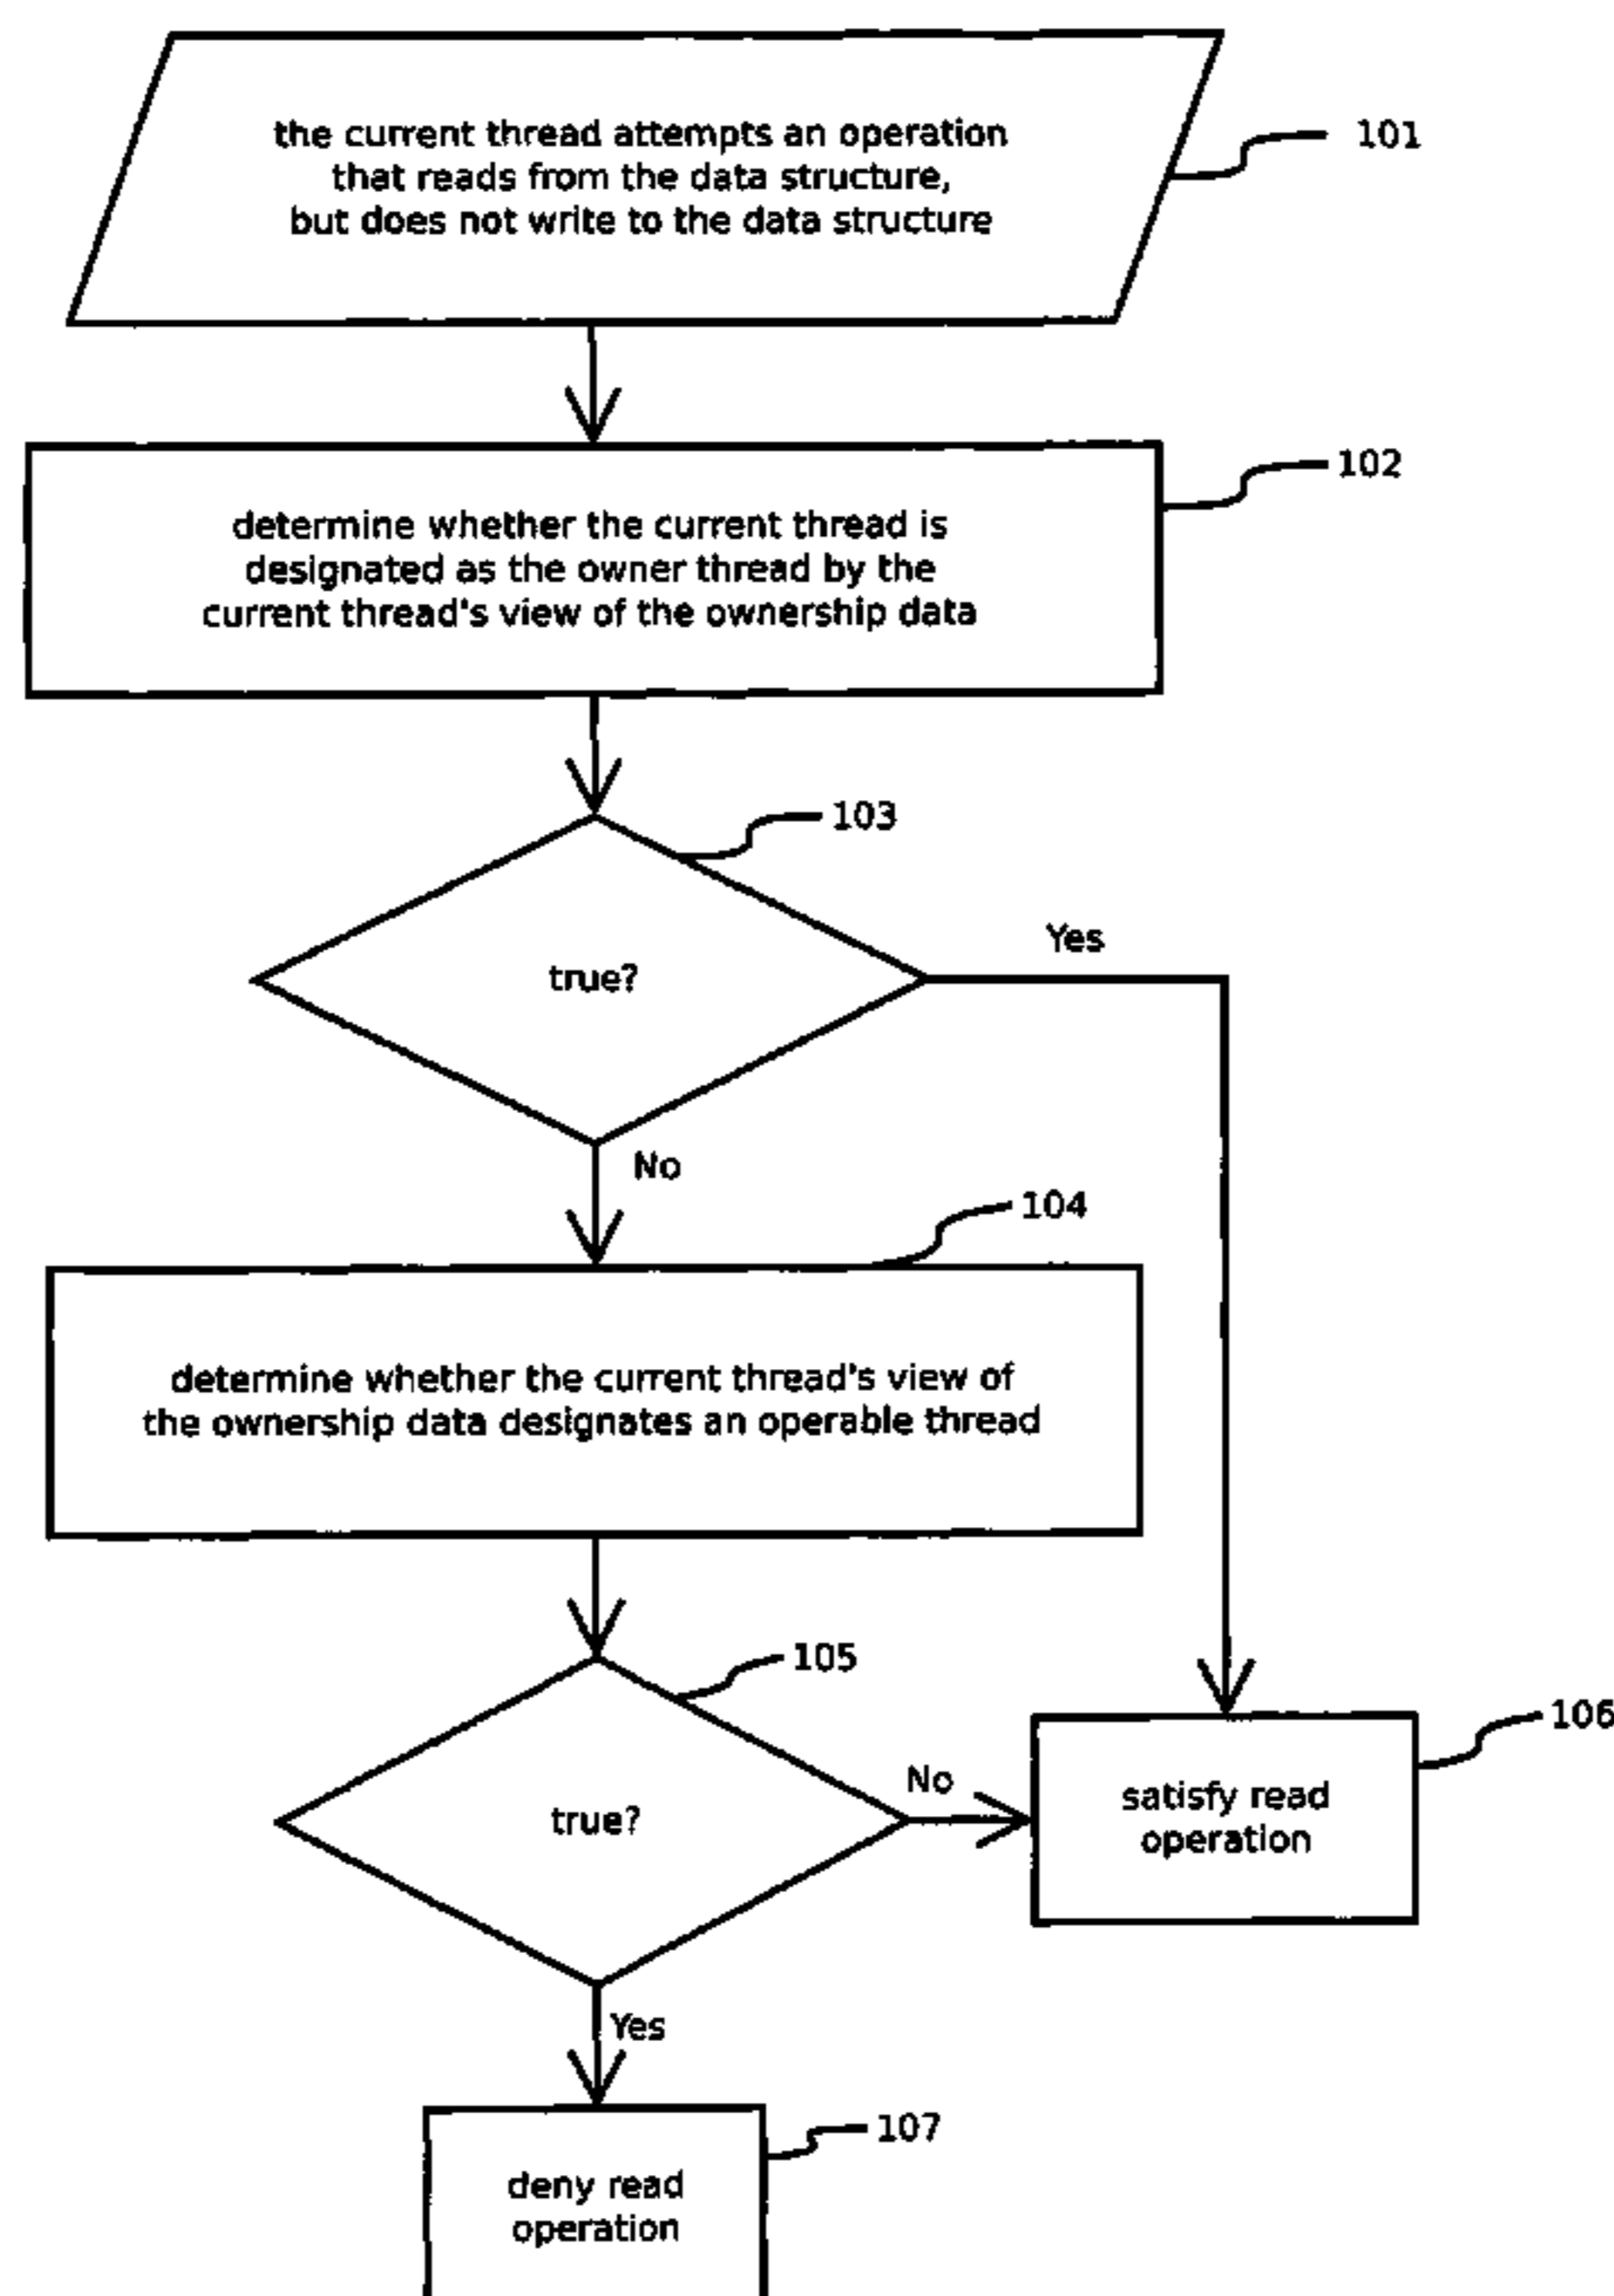 the current thread attempts an operation
that reads from the data structure,
but does not write to the data structure
101
determine whether the current thread is
designated as the owner thread by the
current thread's view of the ownership data
102
103
true?
Yes
No
104
determine whether the current thread's view of
the ownership data designates an operable thread
105
true?
No
106
satisfy read
operation
Yes
107
deny read
operation